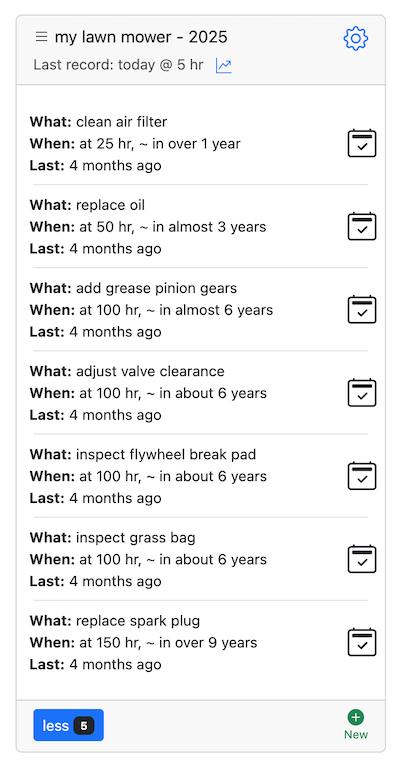 my lawn mower - 2025
Last record: today @ 5 hr
What: clean air filter
When: at 25 hr, ~ in over 1 year
Last: 4 months ago
What: replace oil
When: at 50 hr, ~ in almost 3 years
Last: 4 months ago
What: add grease pinion gears
When: at 100 hr, ~ in almost 6 years
Last: 4 months ago
What: adjust valve clearance
When: at 100 hr, ~ in about 6 years
Last: 4 months ago
What: inspect flywheel break pad
When: at 100 hr, ~ in about 6 years
Last: 4 months ago
What: inspect grass bag
When: at 100 hr, ~ in about 6 years
Last: 4 months ago
What: replace spark plug
When: at 150 hr, ~ in over 9 years
Last: 4 months ago
less 5
New